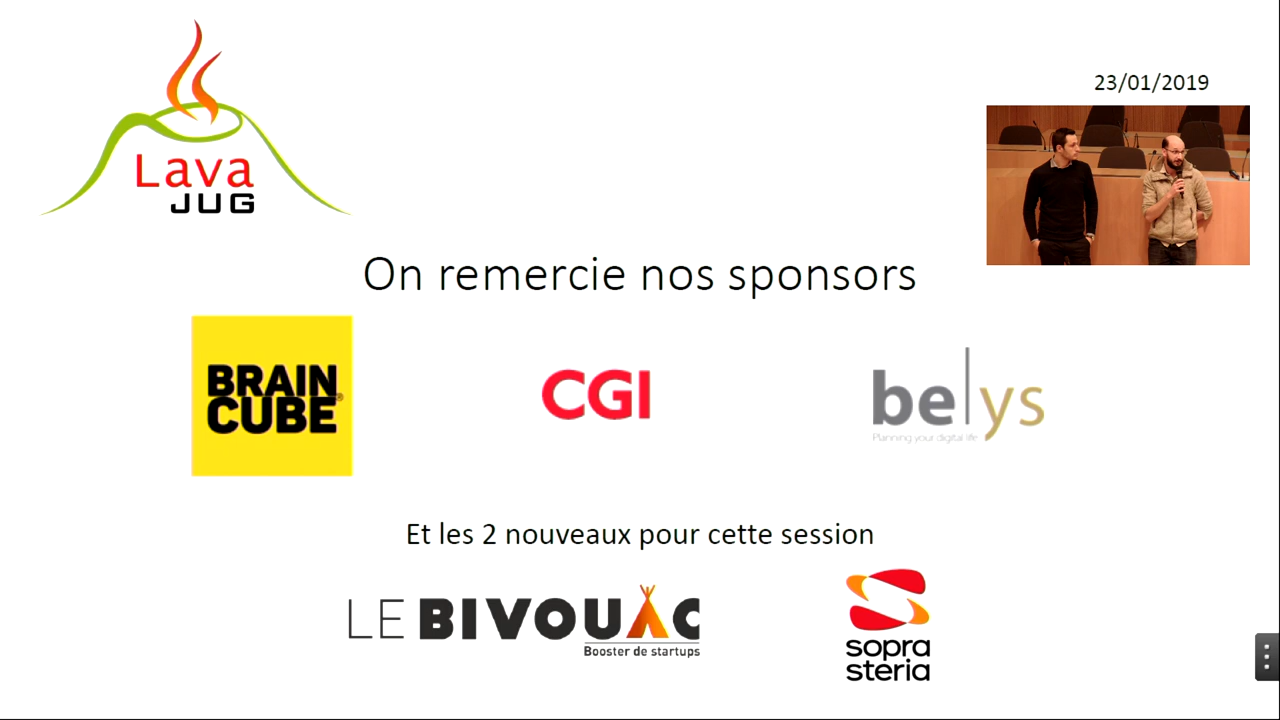 Lava
JUG
23/01/2019
On remercie nos sponsors
BRAIN
CUBE
CGI
belys
Planning your digital life
Et les 2 nouveaux pour cette session
LE BIVOUAC
Booster de startups
sopra
steria